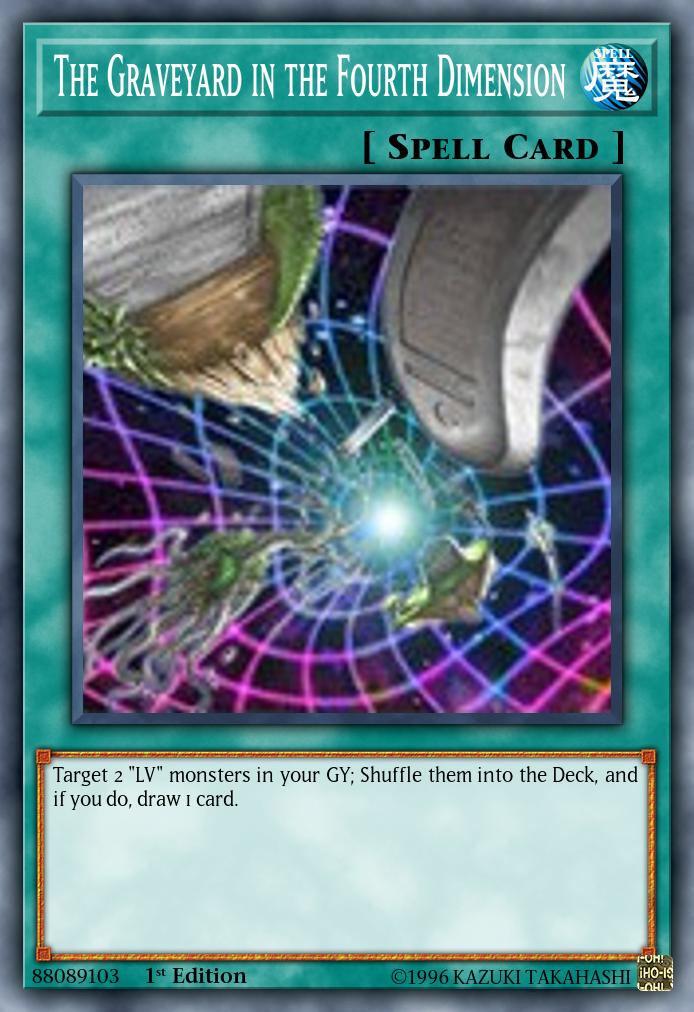 The Graveyard in the Fourth Dimension
SPELL
魔
[ Spell Card ]
Target 2 "LV" monsters in your GY; Shuffle them into the Deck, and
if you do, draw 1 card.
88089103 1st Edition ©1996 KAZUKI TAKAHASHI